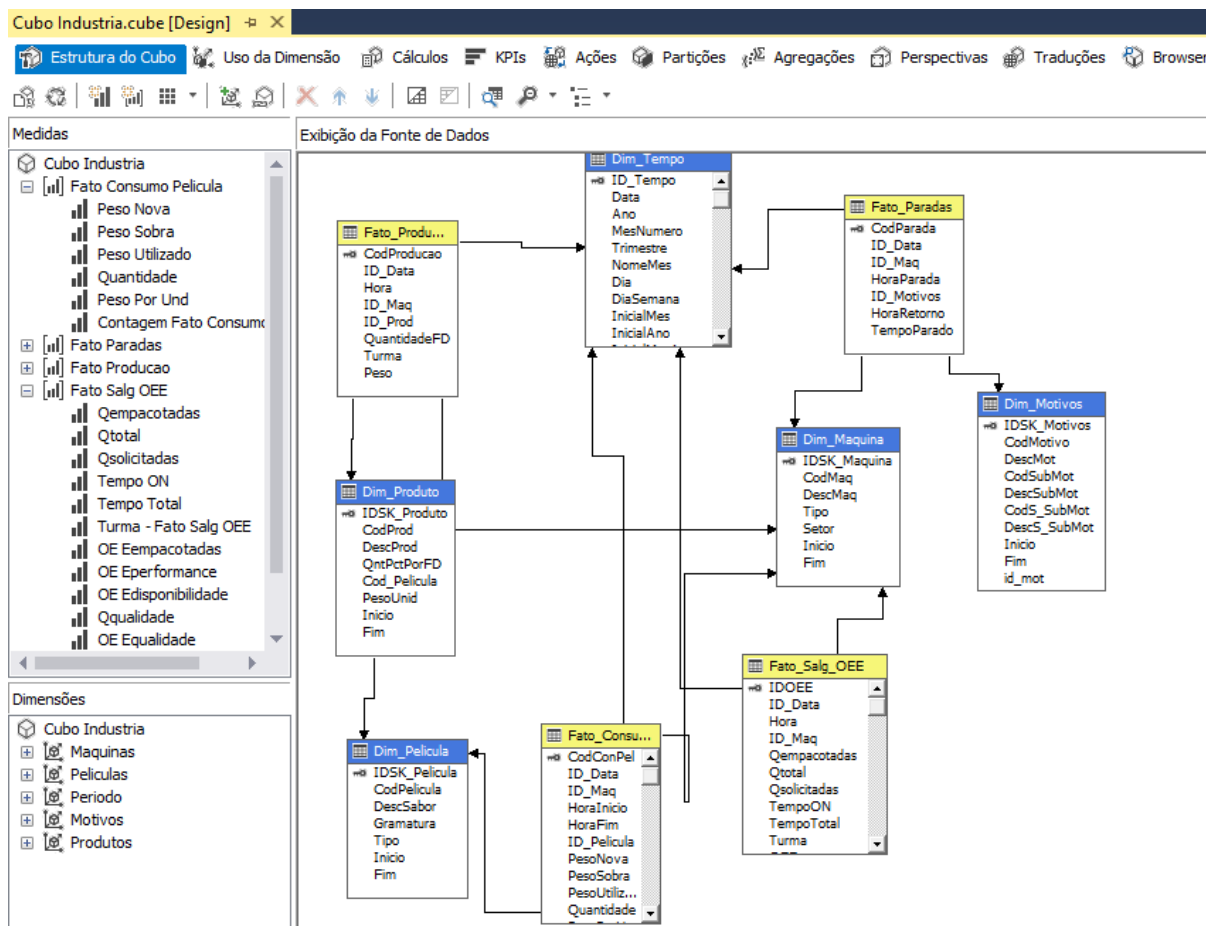 Cubo Industria.cube [Design]
Estrutura do Cubo Uso da Dimensão Cálculos KPIs Ações Partições Agregações Perspectivas Traduções Browser
Medidas
Cubo Industria
Fato Consumo Pelicula
Peso Nova
Peso Sobra
Peso Utilizado
Quantidade
Peso Por Und
Contagem Fato Consumo
Fato Paradas
Fato Producao
Fato Salg OEE
Qempacotadas
Qtotal
Qsolicitadas
Tempo ON
Tempo Total
Turma - Fato Salg OEE
OE Eempacotadas
OE Eperformance
OE Edisponibilidade
Qqualidade
OE Equalidade
Dimensões
Cubo Industria
Maquinas
Peliculas
Periodo
Motivos
Produtos
Exibição da Fonte de Dados
Dim_Tempo
ID_Tempo
Data
Ano
MesNumero
Trimestre
NomeMes
Dia
DiaSemana
InicialMes
InicialAno
Fato_Produ...
CodProducao
ID_Data
Hora
ID_Maq
ID_Prod
QuantidadeFD
Turma
Peso
Fato_Paradas
CodParada
ID_Data
ID_Maq
HoraParada
ID_Motivos
HoraRetorno
TempoParado
Dim_Motivos
IDSK_Motivos
CodMotivo
DescMot
CodSubMot
DescSubMot
CodS_SubMot
DescS_SubMot
Inicio
Fim
id_mot
Dim_Maquina
IDSK_Maquina
CodMaq
DescMaq
Tipo
Setor
Inicio
Fim
Dim_Produto
IDSK_Produto
CodProd
DescProd
QntPctPorFD
Cod_Pelicula
PesoUnid
Inicio
Fim
Fato_Salg_OEE
IDOEE
ID_Data
Hora
ID_Maq
Qempacotadas
Qtotal
Qsolicitadas
TempoON
TempoTotal
Turma
Dim_Pelicula
IDSK_Pelicula
CodPelicula
DescSabor
Gramatura
Tipo
Inicio
Fim
Fato_Consu...
CodConPel
ID_Data
ID_Maq
HoraInicio
HoraFim
ID_Pelicula
PesoNova
PesoSobra
PesoUtiliz...
Quantidade